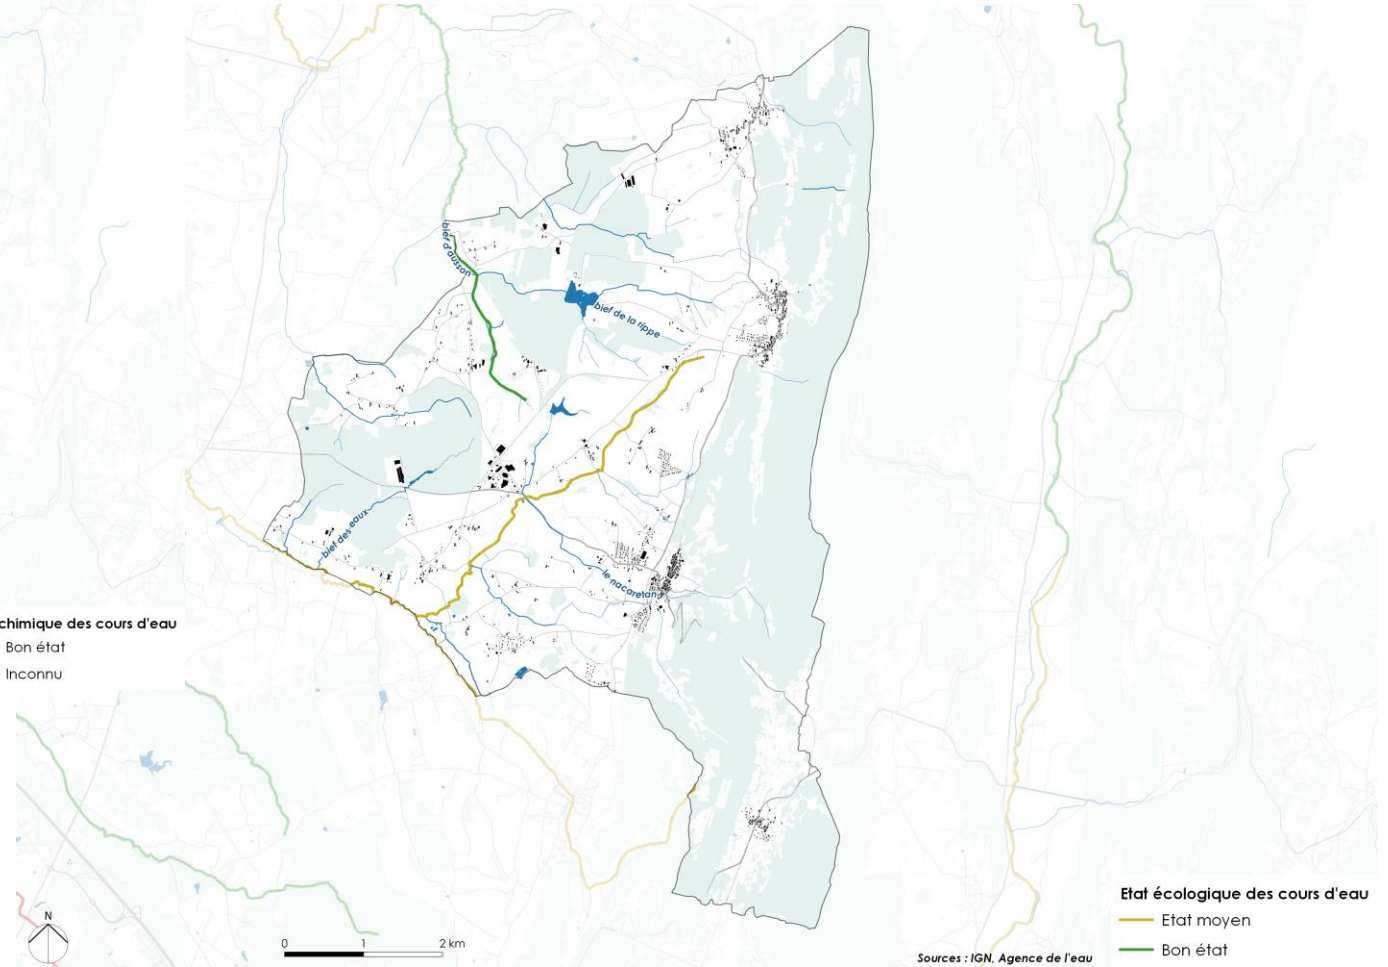 bief d'ausson
bief de la rippe
bief des eaux
le nacaretan
chimique des cours d'eau
Bon état
Inconnu
N
0 1 2 km
Etat écologique des cours d'eau
Etat moyen
Bon état
Sources : IGN, Agence de l'eau